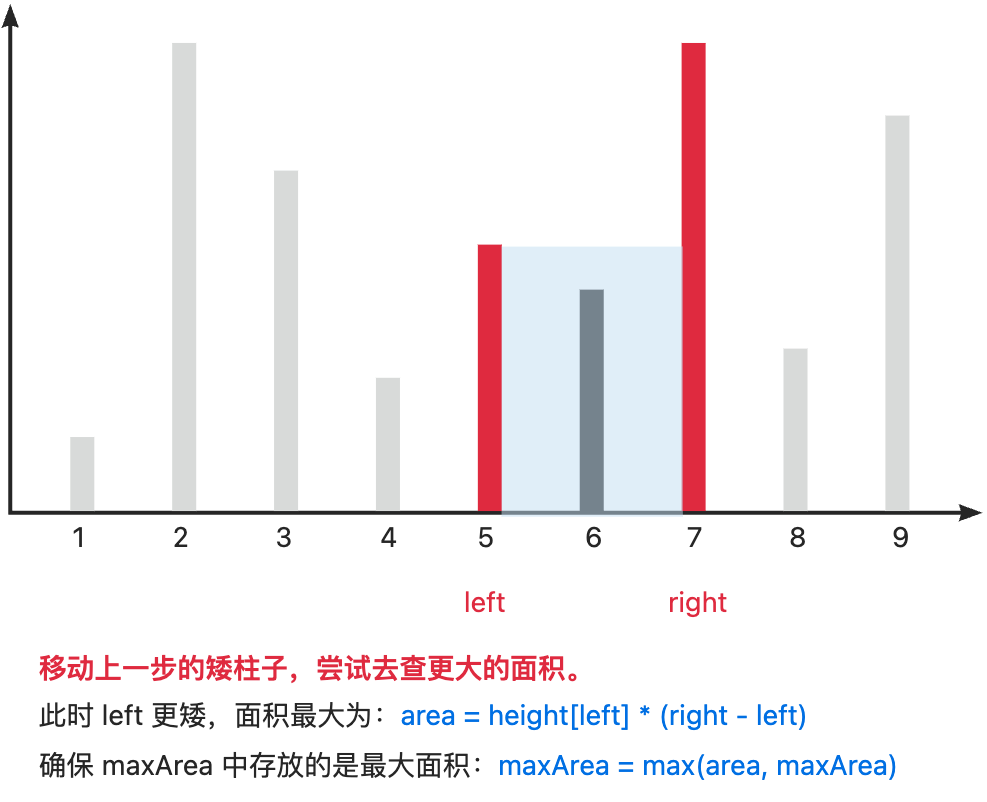 1 2 3 4 5 6 7 8 9
left right
移动上一步的矮柱子，尝试去查更大的面积。
此时 left 更矮，面积最大为：area = height[left] * (right - left)
确保 maxArea 中存放的是最大面积：maxArea = max(area, maxArea)